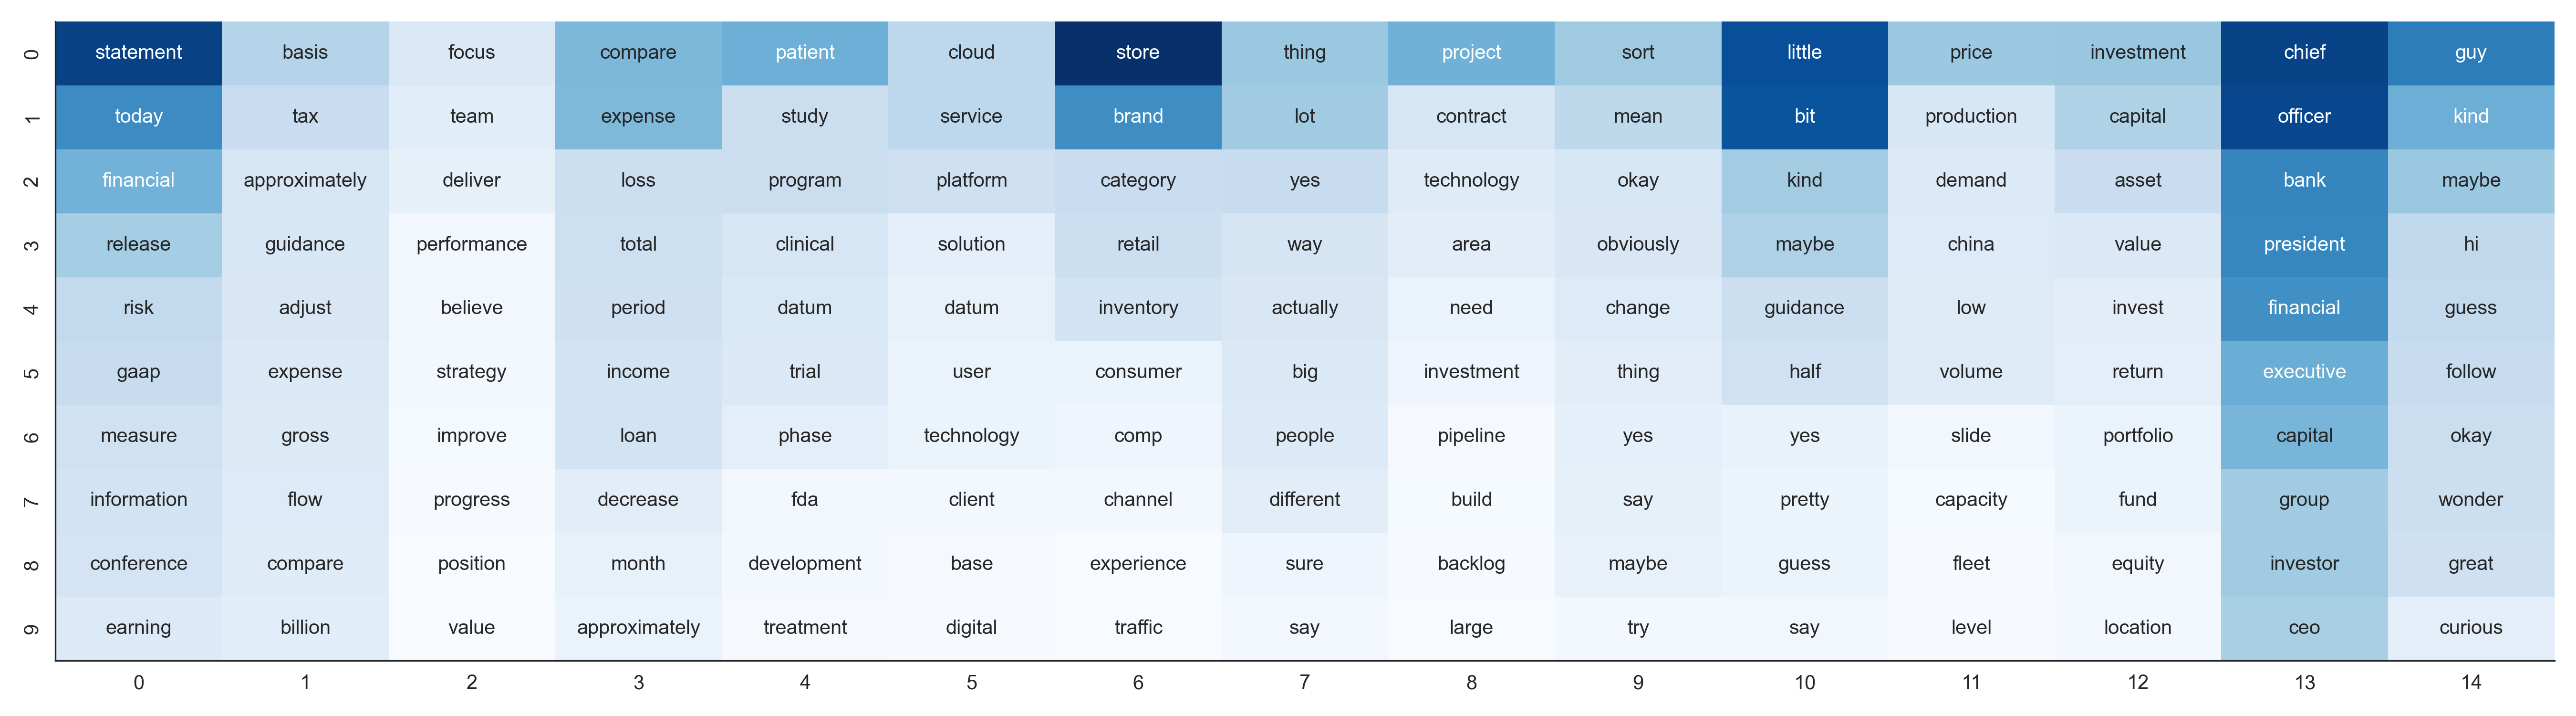 0 statement basis focus compare patient cloud store thing project sort little price investment chief guy
1 today tax team expense study service brand lot contract mean bit production capital officer kind
2 financial approximately deliver loss program platform category yes technology okay kind demand asset bank maybe
3 release guidance performance total clinical solution retail way area obviously maybe china value president hi
4 risk adjust believe period datum datum inventory actually need change guidance low invest financial guess
5 gaap expense strategy income trial user consumer big investment thing half volume return executive follow
6 measure gross improve loan phase technology comp people pipeline yes yes slide portfolio capital okay
7 information flow progress decrease fda client channel different build say pretty capacity fund group wonder
8 conference compare position month development base experience sure backlog maybe guess fleet equity investor great
9 earning billion value approximately treatment digital traffic say large try say level location ceo curious
0 1 2 3 4 5 6 7 8 9 10 11 12 13 14